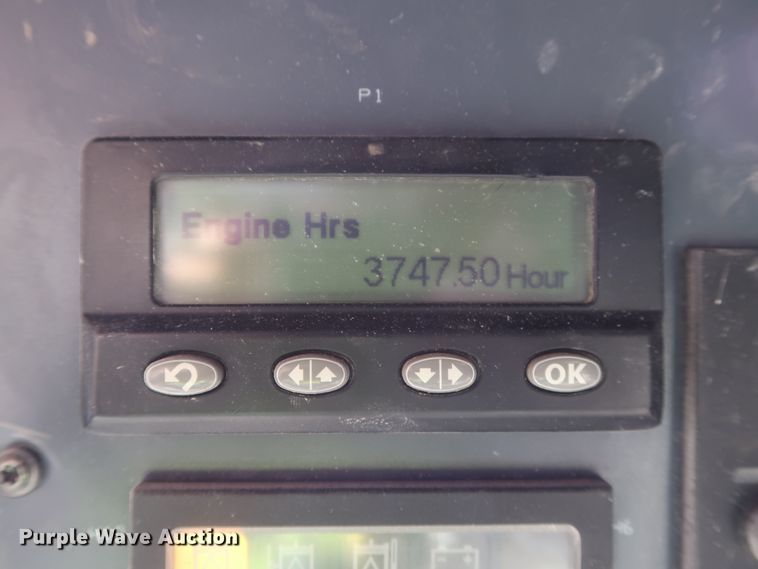 P1
Engine Hrs
3747.50 Hour
OK
Purple Wave Auction